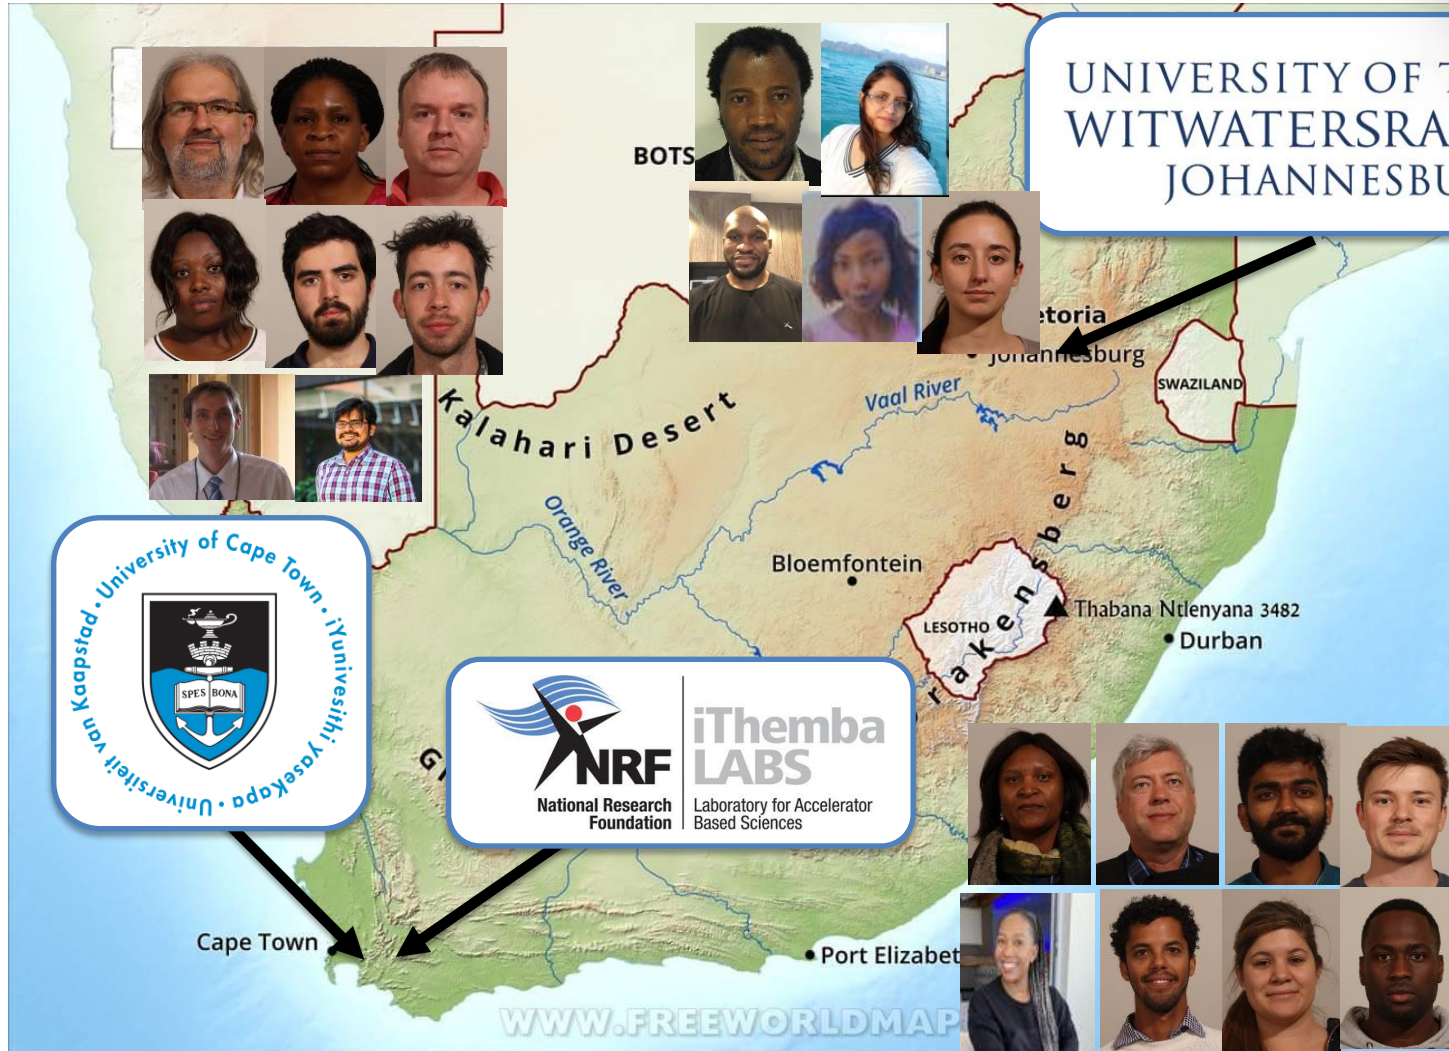 UNIVERSITY OF T
WITWATERSRA
JOHANNESBU
BOTS
etoria
Johannesburg
SWAZILAND
Vaal River
Kalahari Desert
Orange River
Bloemfontein
LESOTHO
rakensberg
Thabana Ntlenyana 3482
Durban
University of Cape Town • iYunivesithi yaseKapa • Universiteit van Kaapstad •
SPES BONA
G
NRF
National Research
Foundation
iThemba
LABS
Laboratory for Accelerator
Based Sciences
Cape Town
Port Elizabet
WWW.FREEWORLDMAP